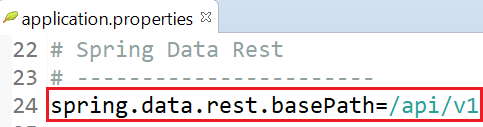 application.properties
22 # Spring Data Rest
23 # -------------------------
24 spring.data.rest.basePath=/api/v1